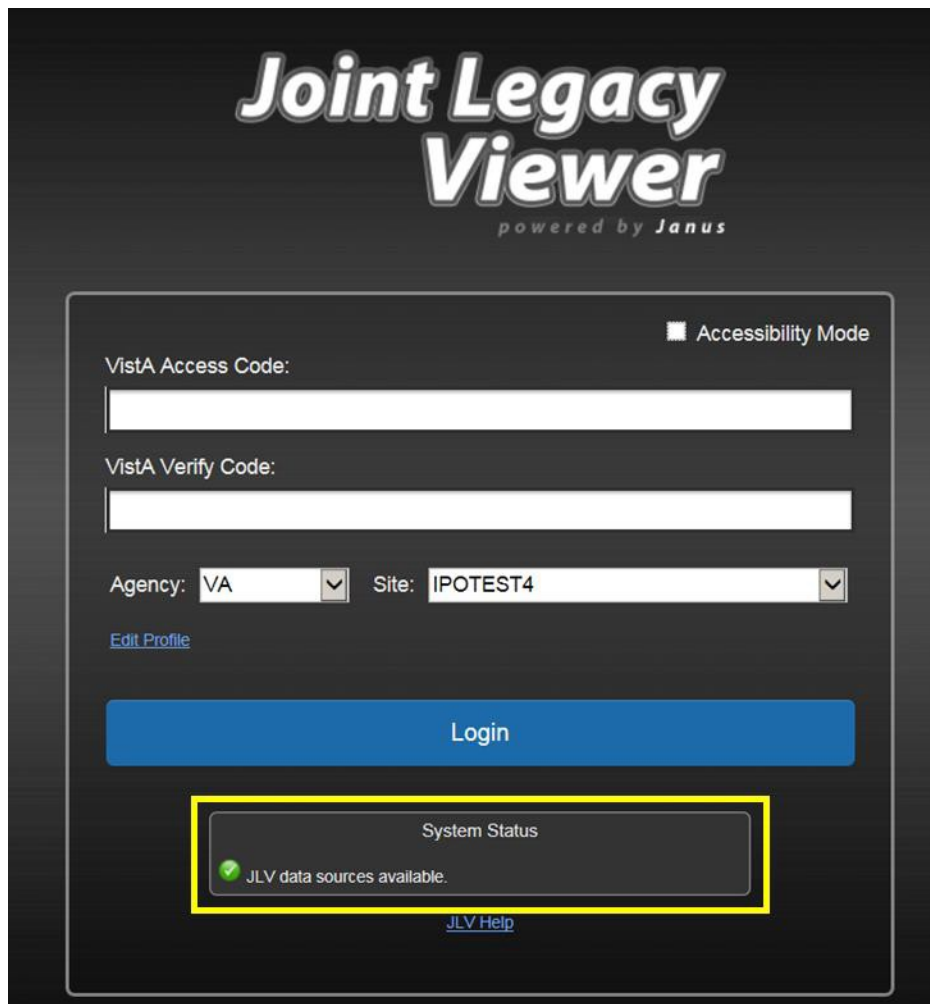 Joint Legacy
Viewer
powered by Janus
Accessibility Mode
VistA Access Code:
VistA Verify Code:
Agency: VA Site: IPOTEST4
Edit Profile
Login
System Status
JLV data sources available.
JLV Help